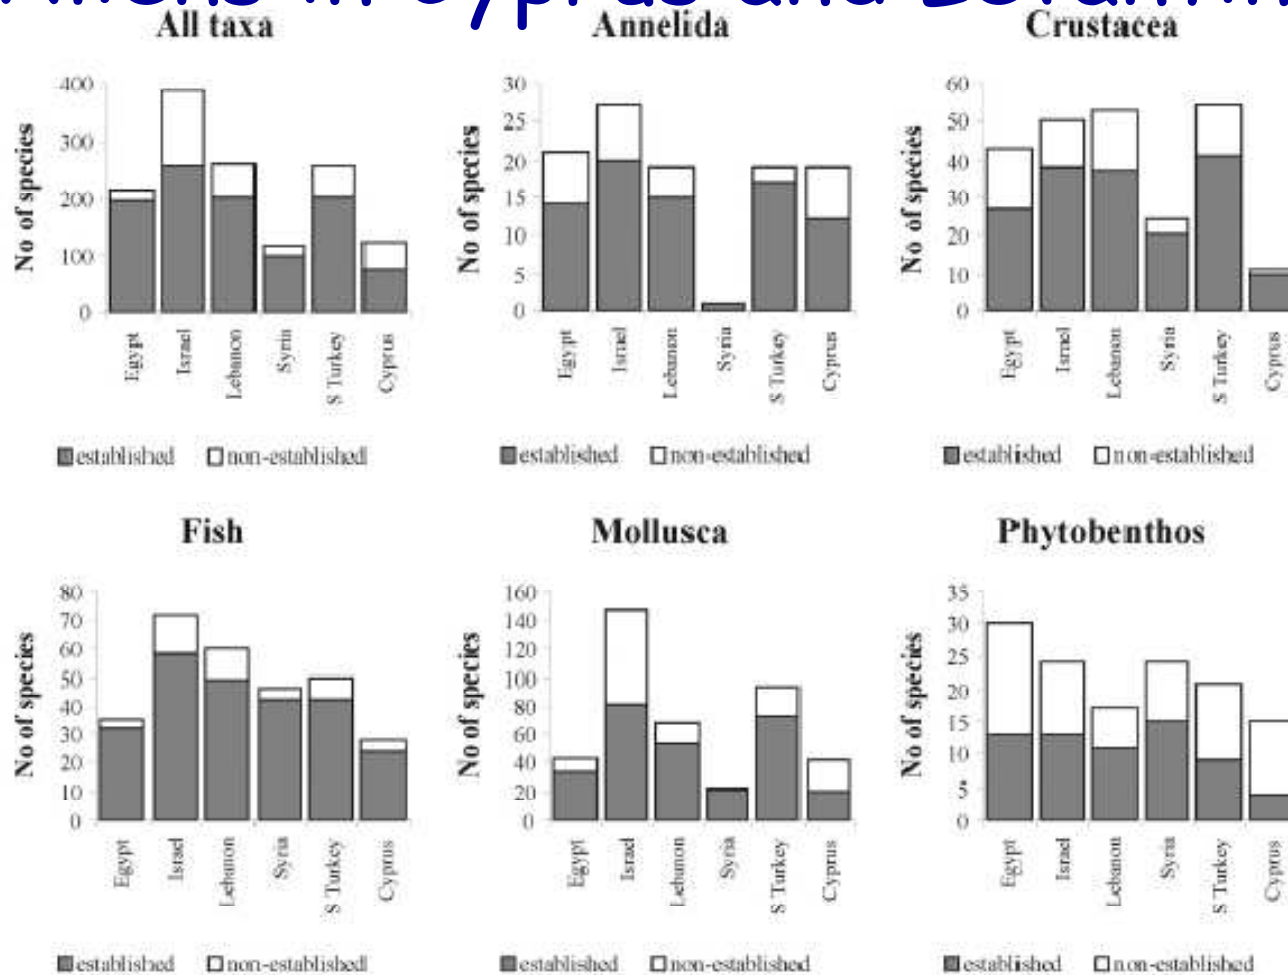 Aliens in Cyprus and Levantine
All taxa
400
300
200
100
0
No of species
Egypt
Israel
Lebanon
Syria
S Turkey
Cyprus
established non-established
Annelida
30
25
20
15
10
5
0
No of species
Egypt
Israel
Lebanon
Syria
S Turkey
Cyprus
established non-established
Crustacea
60
50
40
30
20
10
0
No of species
Egypt
Israel
Lebanon
Syria
S Turkey
Cyprus
established non-established
Fish
80
70
60
50
40
30
20
10
0
No of species
Egypt
Israel
Lebanon
Syria
S Turkey
Cyprus
established non-established
Mollusca
160
140
120
100
80
60
40
20
0
No of species
Egypt
Israel
Lebanon
Syria
S Turkey
Cyprus
established non-established
Phytobenthos
35
30
25
20
15
10
5
0
No of species
Egypt
Israel
Lebanon
Syria
S Turkey
Cyprus
established non-established